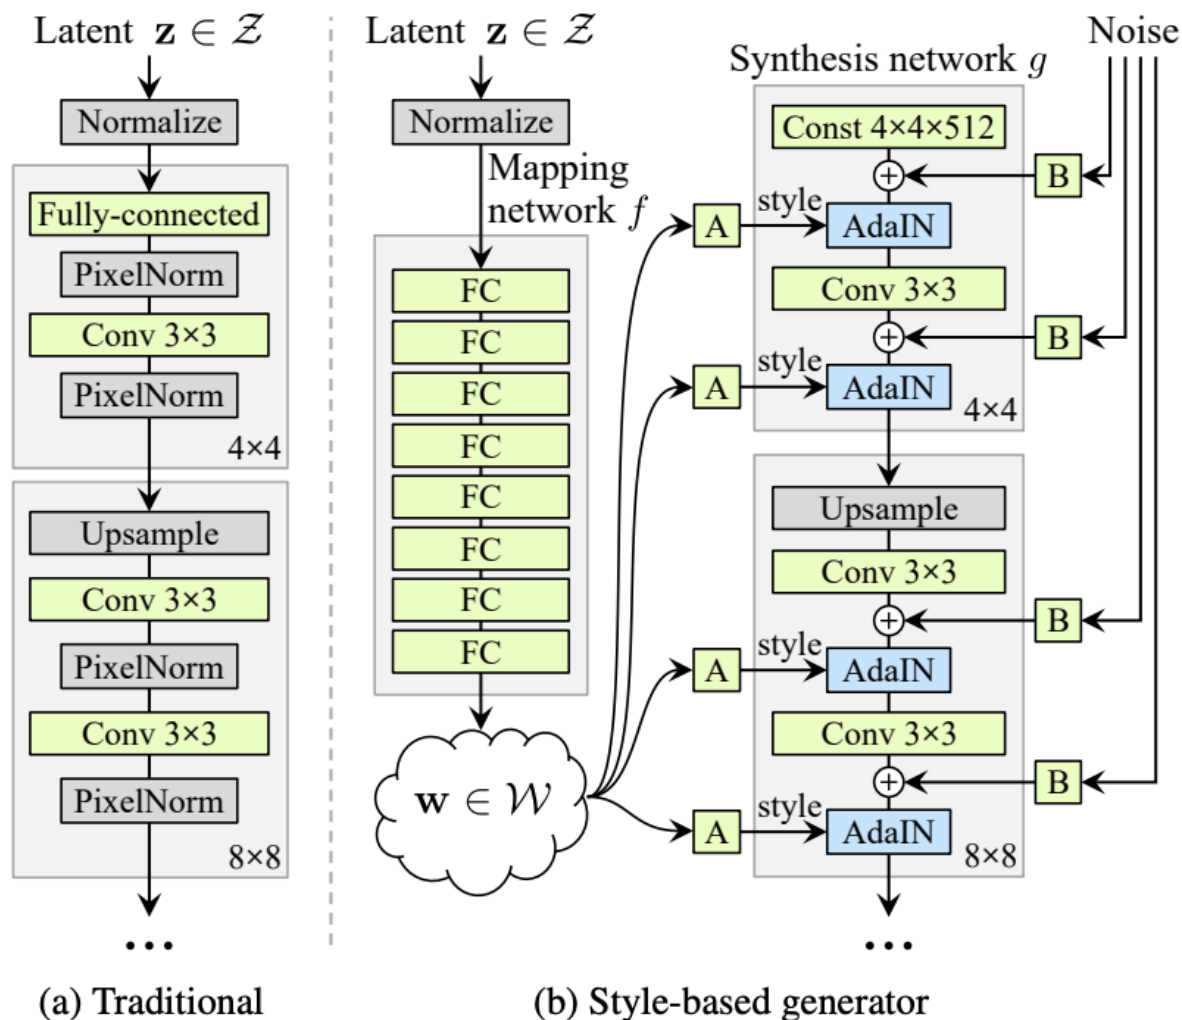 Latent z ∈ 𝒵
Normalize
Fully-connected
PixelNorm
Conv 3×3
PixelNorm
4×4
Upsample
Conv 3×3
PixelNorm
Conv 3×3
PixelNorm
8×8
...
(a) Traditional
Latent z ∈ 𝒵
Normalize
Mapping
network f
FC
FC
FC
FC
FC
FC
FC
FC
w ∈ 𝒲
A
style
A
style
A
style
A
style
Synthesis network g
Const 4×4×512
+
AdaIN
Conv 3×3
+
AdaIN
4×4
Upsample
Conv 3×3
+
AdaIN
Conv 3×3
+
AdaIN
8×8
...
Noise
B
B
B
B
(b) Style-based generator